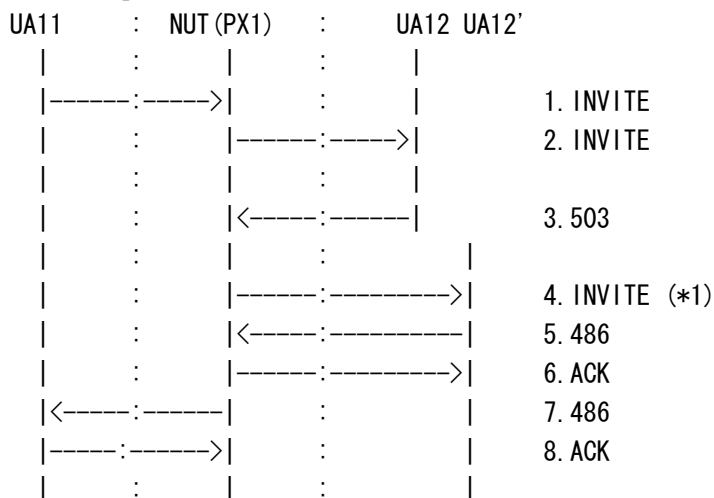 UA11 : NUT(PX1) : UA12 UA12'
| : | : |
|------:----->| : | 1. INVITE
| : |------:----->| 2. INVITE
| : | : |
| : |<-----:------| 3. 503
| : | : |
| : |------:--------->| 4. INVITE (*1)
| : |<-----:----------| 5. 486
| : |------:--------->| 6. ACK
|<-----:------| : | 7. 486
|-----:------>| : | 8. ACK
| : | : |